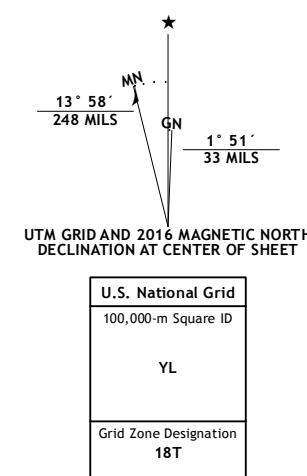 MN
GN
13° 58´
248 MILS
1° 51´
33 MILS
UTM GRID AND 2016 MAGNETIC NORTH
DECLINATION AT CENTER OF SHEET
U.S. National Grid
100,000-m Square ID
YL
Grid Zone Designation
18T